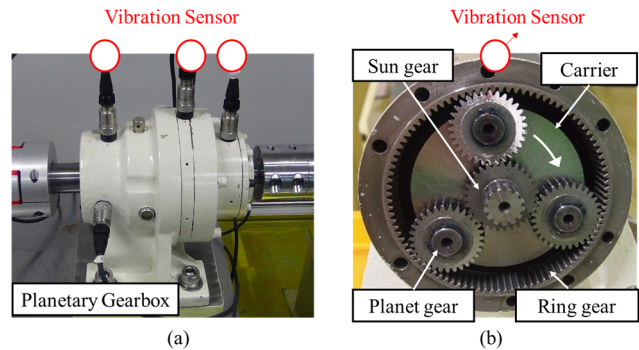 Vibration Sensor
Planetary Gearbox
(a)
Vibration Sensor
Sun gear
Carrier
Planet gear
Ring gear
(b)